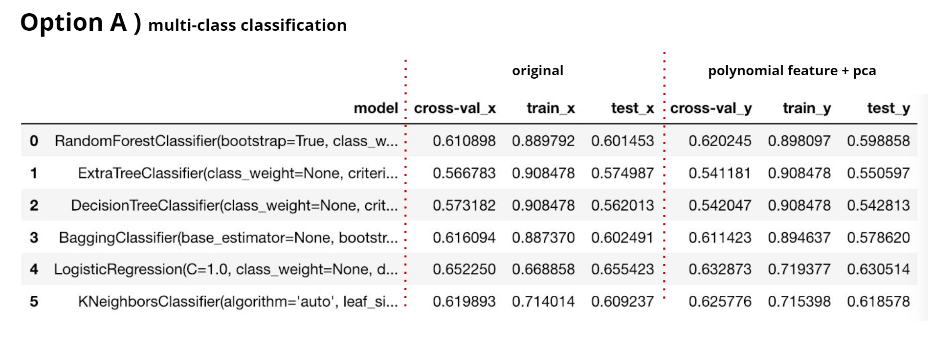 Option A ) multi-class classification
original polynomial feature + pca
model cross-val_x train_x test_x cross-val_y train_y test_y
0 RandomForestClassifier(bootstrap=True, class_w... 0.610898 0.889792 0.601453 0.620245 0.898097 0.598858
1 ExtraTreeClassifier(class_weight=None, criteri... 0.566783 0.908478 0.574987 0.541181 0.908478 0.550597
2 DecisionTreeClassifier(class_weight=None, crit... 0.573182 0.908478 0.562013 0.542047 0.908478 0.542813
3 BaggingClassifier(base_estimator=None, bootstr... 0.616094 0.887370 0.602491 0.611423 0.894637 0.578620
4 LogisticRegression(C=1.0, class_weight=None, d... 0.652250 0.668858 0.655423 0.632873 0.719377 0.630514
5 KNeighborsClassifier(algorithm='auto', leaf_si... 0.619893 0.714014 0.609237 0.625776 0.715398 0.618578